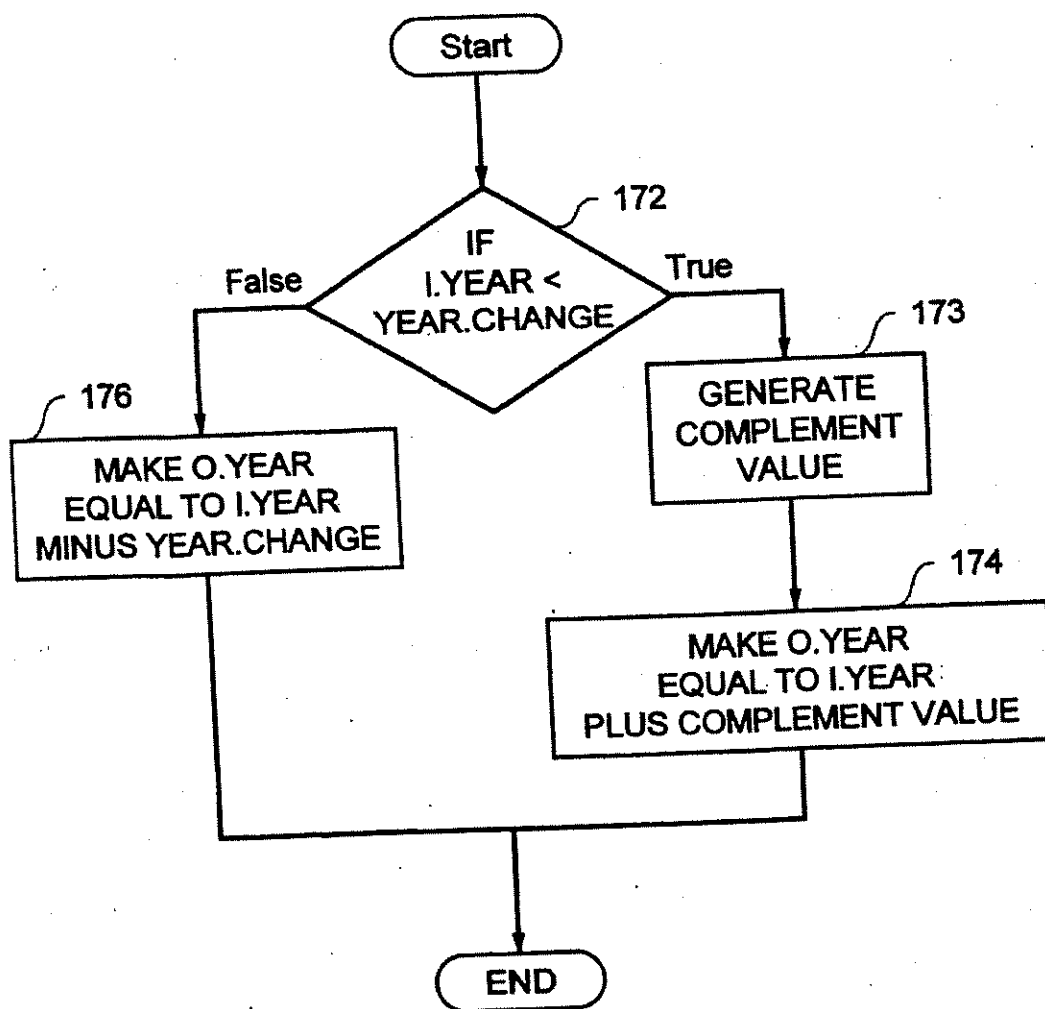 Start
172
IF
I.YEAR <
YEAR.CHANGE
False
True
173
GENERATE
COMPLEMENT
VALUE
176
MAKE O.YEAR
EQUAL TO I.YEAR
MINUS YEAR.CHANGE
174
MAKE O.YEAR
EQUAL TO I.YEAR
PLUS COMPLEMENT VALUE
END